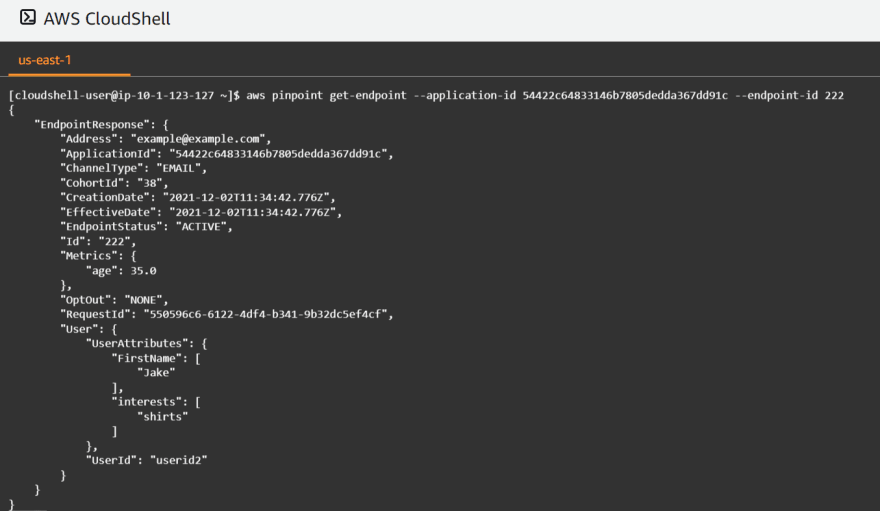 AWS CloudShell
us-east-1
[cloudshell-user@ip-10-1-123-127 ~]$ aws pinpoint get-endpoint --application-id 54422c64833146b7805dedda367dd91c --endpoint-id 222
{
    "EndpointResponse": {
        "Address": "example@example.com",
        "ApplicationId": "54422c64833146b7805dedda367dd91c",
        "ChannelType": "EMAIL",
        "CohortId": "38",
        "CreationDate": "2021-12-02T11:34:42.776Z",
        "EffectiveDate": "2021-12-02T11:34:42.776Z",
        "EndpointStatus": "ACTIVE",
        "Id": "222",
        "Metrics": {
            "age": 35.0
        },
        "OptOut": "NONE",
        "RequestId": "550596c6-6122-4df4-b341-9b32dc5ef4cf",
        "User": {
            "UserAttributes": {
                "FirstName": [
                    "Jake"
                ],
                "interests": [
                    "shirts"
                ]
            },
            "UserId": "userid2"
        }
    }
}